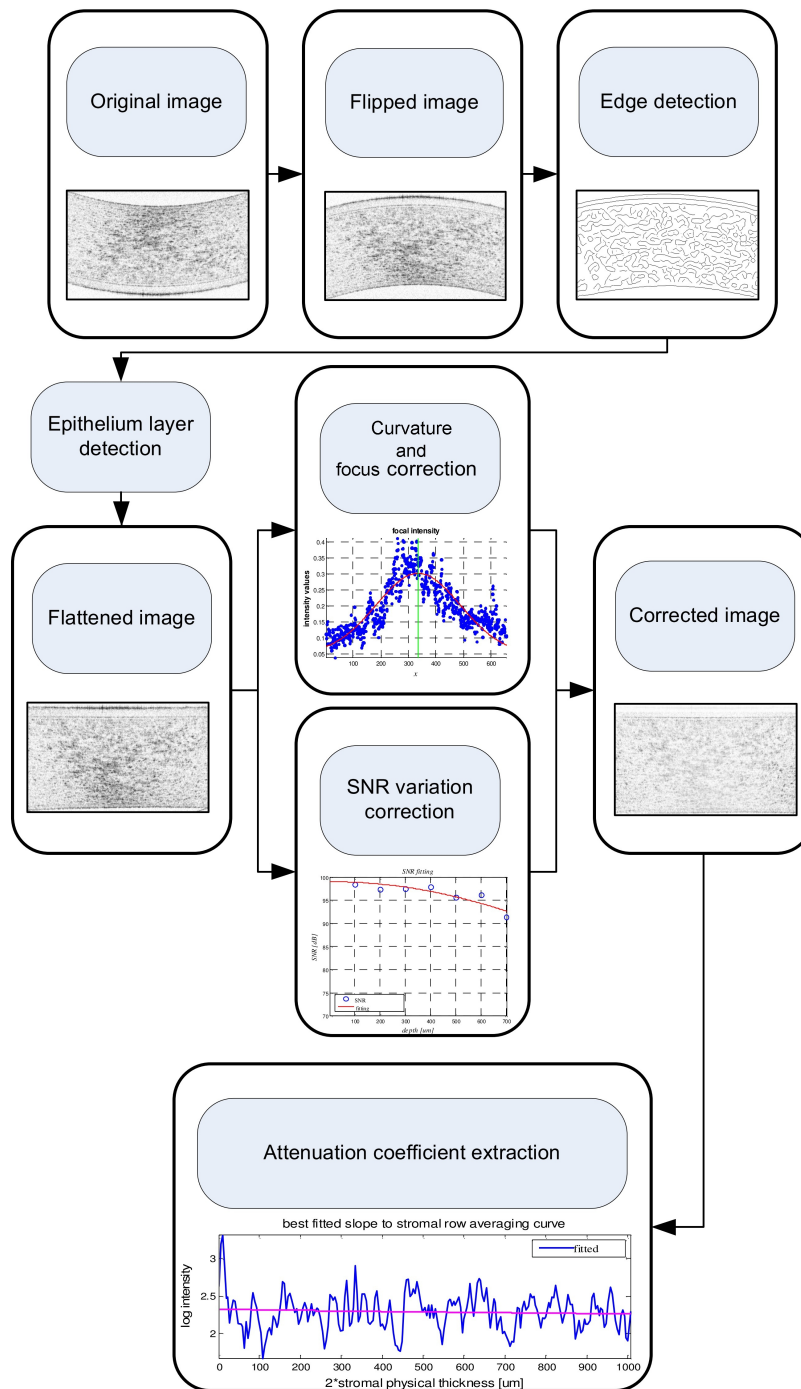 Original image
Flipped image
Edge detection
Epithelium layer
detection
Curvature
and
focus correction
focal intensity
intensity values
0.4
0.35
0.3
0.25
0.2
0.15
0.1
0.05
100 200 300 400 500 600
x
Flattened image
Corrected image
SNR variation
correction
SNR fitting
SNR [dB]
100
95
90
85
80
75
70
SNR
fitting
100 200 300 400 500 600 700
depth [um]
Attenuation coefficient extraction
best fitted slope to stromal row averaging curve
fitted
log intensity
3
2.5
2
0 100 200 300 400 500 600 700 800 900 1000
2*stromal physical thickness [um]